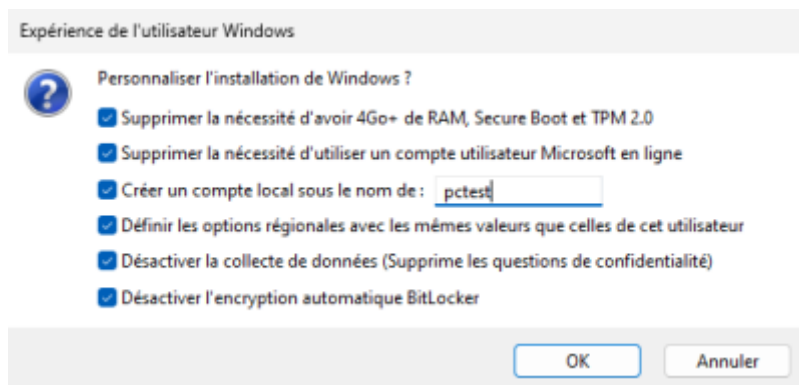 Expérience de l'utilisateur Windows
Personnaliser l'installation de Windows ?
Supprimer la nécessité d'avoir 4Go+ de RAM, Secure Boot et TPM 2.0
Supprimer la nécessité d'utiliser un compte utilisateur Microsoft en ligne
Créer un compte local sous le nom de : pctest
Définir les options régionales avec les mêmes valeurs que celles de cet utilisateur
Désactiver la collecte de données (Supprime les questions de confidentialité)
Désactiver l'encryption automatique BitLocker
OK Annuler